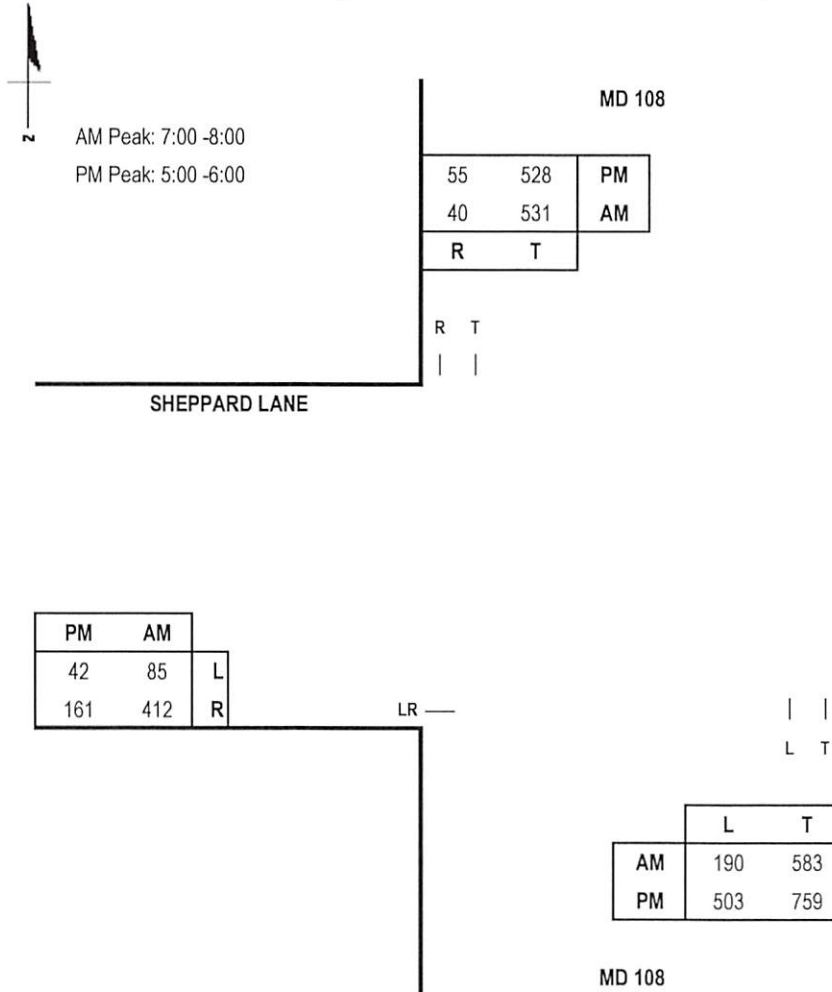 MD 108
N
AM Peak: 7:00 -8:00
PM Peak: 5:00 -6:00
55 528 PM
40 531 AM
R T
R T
SHEPPARD LANE
PM AM
42 85 L
161 412 R
LR
L T
L T
AM 190 583
PM 503 759
MD 108